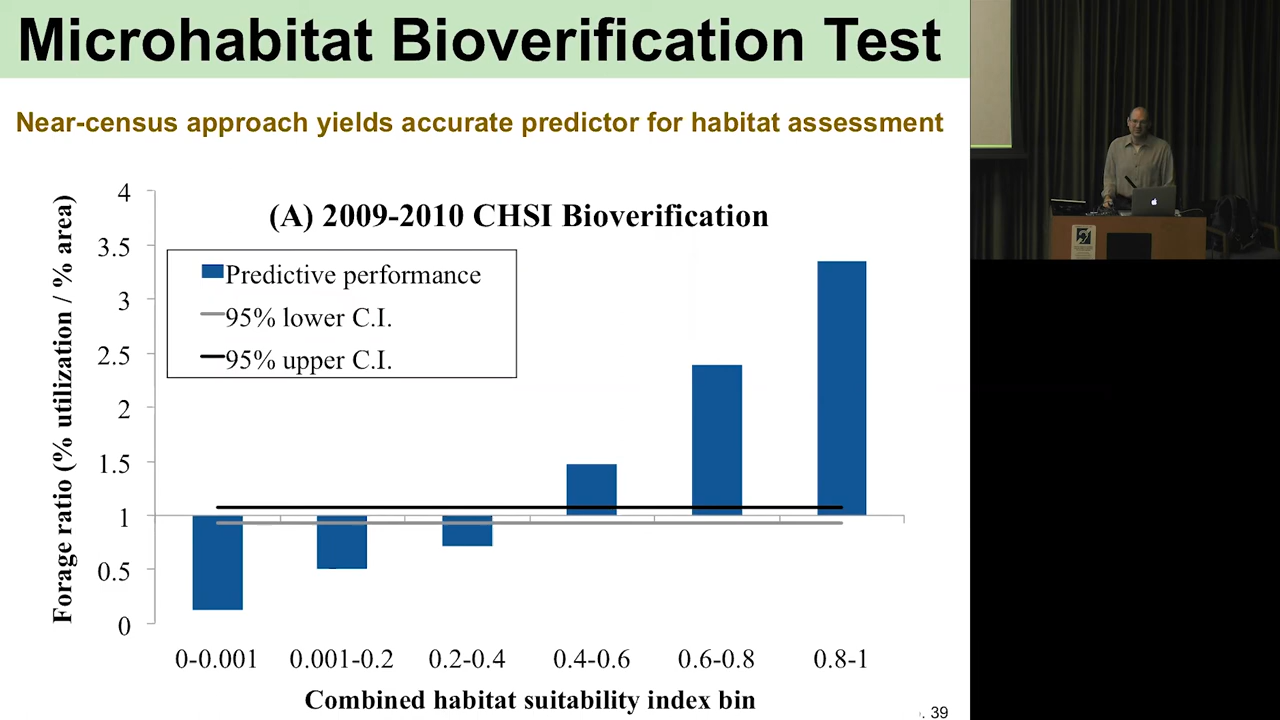 Microhabitat Bioverification Test
Near-census approach yields accurate predictor for habitat assessment
(A) 2009-2010 CHSI Bioverification
Predictive performance
95% lower C.I.
95% upper C.I.
Forage ratio (% utilization / % area)
4
3.5
3
2.5
2
1.5
1
0.5
0
0-0.001 0.001-0.2 0.2-0.4 0.4-0.6 0.6-0.8 0.8-1
Combined habitat suitability index bin
. 39